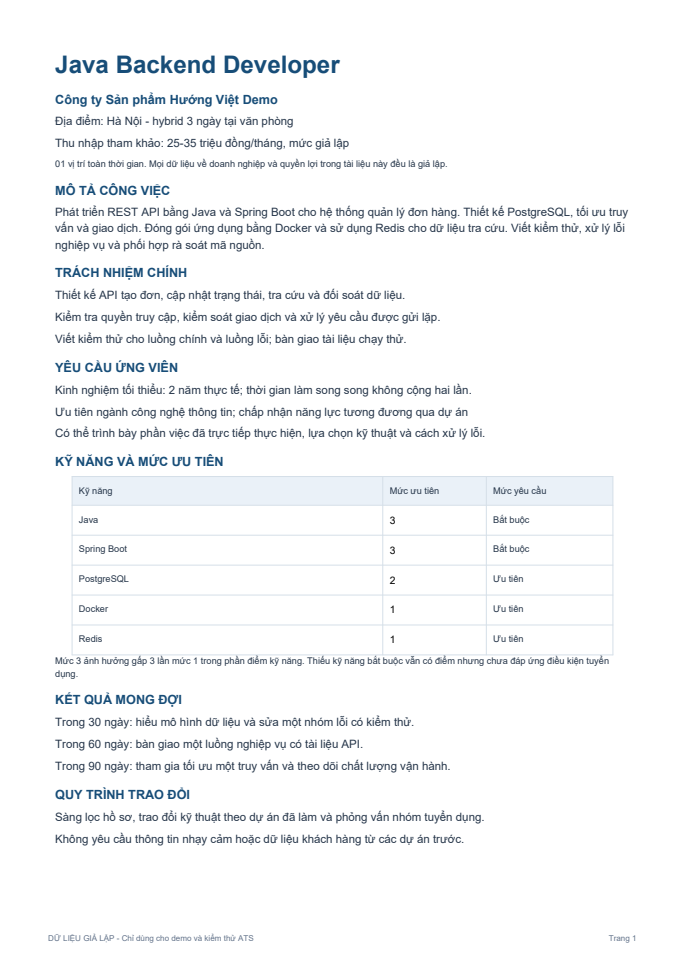 Java Backend Developer
Công ty Sản phẩm Hướng Việt Demo
Địa điểm: Hà Nội - hybrid 3 ngày tại văn phòng
Thu nhập tham khảo: 25-35 triệu đồng/tháng, mức giả lập
01 vị trí toàn thời gian. Mọi dữ liệu về doanh nghiệp và quyền lợi trong tài liệu này đều là giả lập.
MÔ TẢ CÔNG VIỆC
Phát triển REST API bằng Java và Spring Boot cho hệ thống quản lý đơn hàng. Thiết kế PostgreSQL, tối ưu truy
vấn và giao dịch. Đóng gói ứng dụng bằng Docker và sử dụng Redis cho dữ liệu tra cứu. Viết kiểm thử, xử lý lỗi
nghiệp vụ và phối hợp rà soát mã nguồn.
TRÁCH NHIỆM CHÍNH
Thiết kế API tạo đơn, cập nhật trạng thái, tra cứu và đối soát dữ liệu.
Kiểm tra quyền truy cập, kiểm soát giao dịch và xử lý yêu cầu được gửi lặp.
Viết kiểm thử cho luồng chính và luồng lỗi; bàn giao tài liệu chạy thử.
YÊU CẦU ỨNG VIÊN
Kinh nghiệm tối thiểu: 2 năm thực tế; thời gian làm song song không cộng hai lần.
Ưu tiên ngành công nghệ thông tin; chấp nhận năng lực tương đương qua dự án
Có thể trình bày phần việc đã trực tiếp thực hiện, lựa chọn kỹ thuật và cách xử lý lỗi.
KỸ NĂNG VÀ MỨC ƯU TIÊN
Kỹ năng Mức ưu tiên Mức yêu cầu
Java 3 Bắt buộc
Spring Boot 3 Bắt buộc
PostgreSQL 2 Ưu tiên
Docker 1 Ưu tiên
Redis 1 Ưu tiên
Mức 3 ảnh hưởng gấp 3 lần mức 1 trong phần điểm kỹ năng. Thiếu kỹ năng bắt buộc vẫn có điểm nhưng chưa đáp ứng điều kiện tuyển
dụng.
KẾT QUẢ MONG ĐỢI
Trong 30 ngày: hiểu mô hình dữ liệu và sửa một nhóm lỗi có kiểm thử.
Trong 60 ngày: bàn giao một luồng nghiệp vụ có tài liệu API.
Trong 90 ngày: tham gia tối ưu một truy vấn và theo dõi chất lượng vận hành.
QUY TRÌNH TRAO ĐỔI
Sàng lọc hồ sơ, trao đổi kỹ thuật theo dự án đã làm và phỏng vấn nhóm tuyển dụng.
Không yêu cầu thông tin nhạy cảm hoặc dữ liệu khách hàng từ các dự án trước.
DỮ LIỆU GIẢ LẬP - Chỉ dùng cho demo và kiểm thử ATS Trang 1